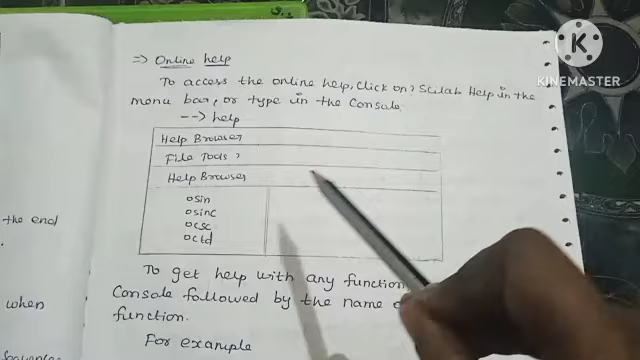 ⇒ Online help
To access the online help, click on ? Scilab Help in the
menu bar, or type in the Console.
--> help
Help Browser
File Tools ?
Help Browser
o sin
o sinc
o csc
o ctd
To get help with any function
Console followed by the name
function.
For example
the end
when
K
KINEMASTER